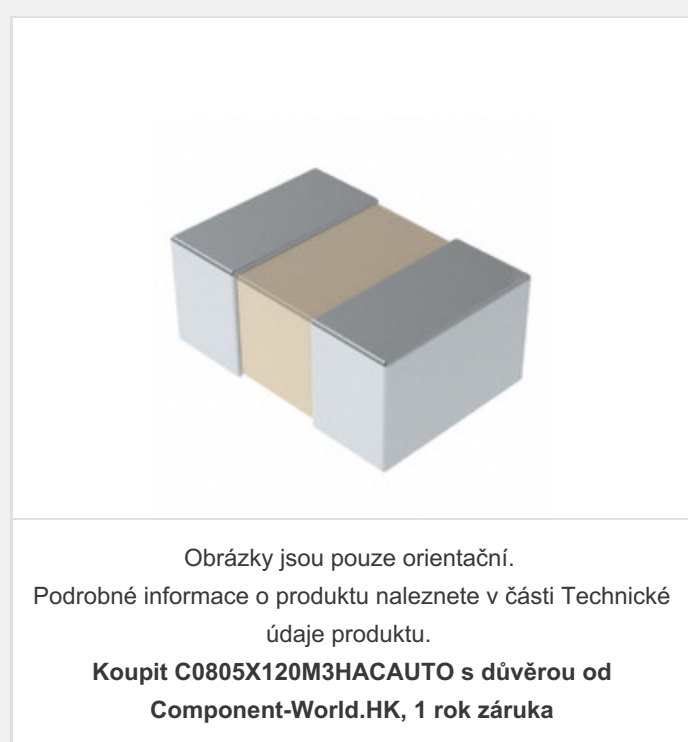 Obrázky jsou pouze orientační.
Podrobné informace o produktu naleznete v části Technické
údaje produktu.
Koupit C0805X120M3HACAUTO s důvěrou od
Component-World.HK, 1 rok záruka